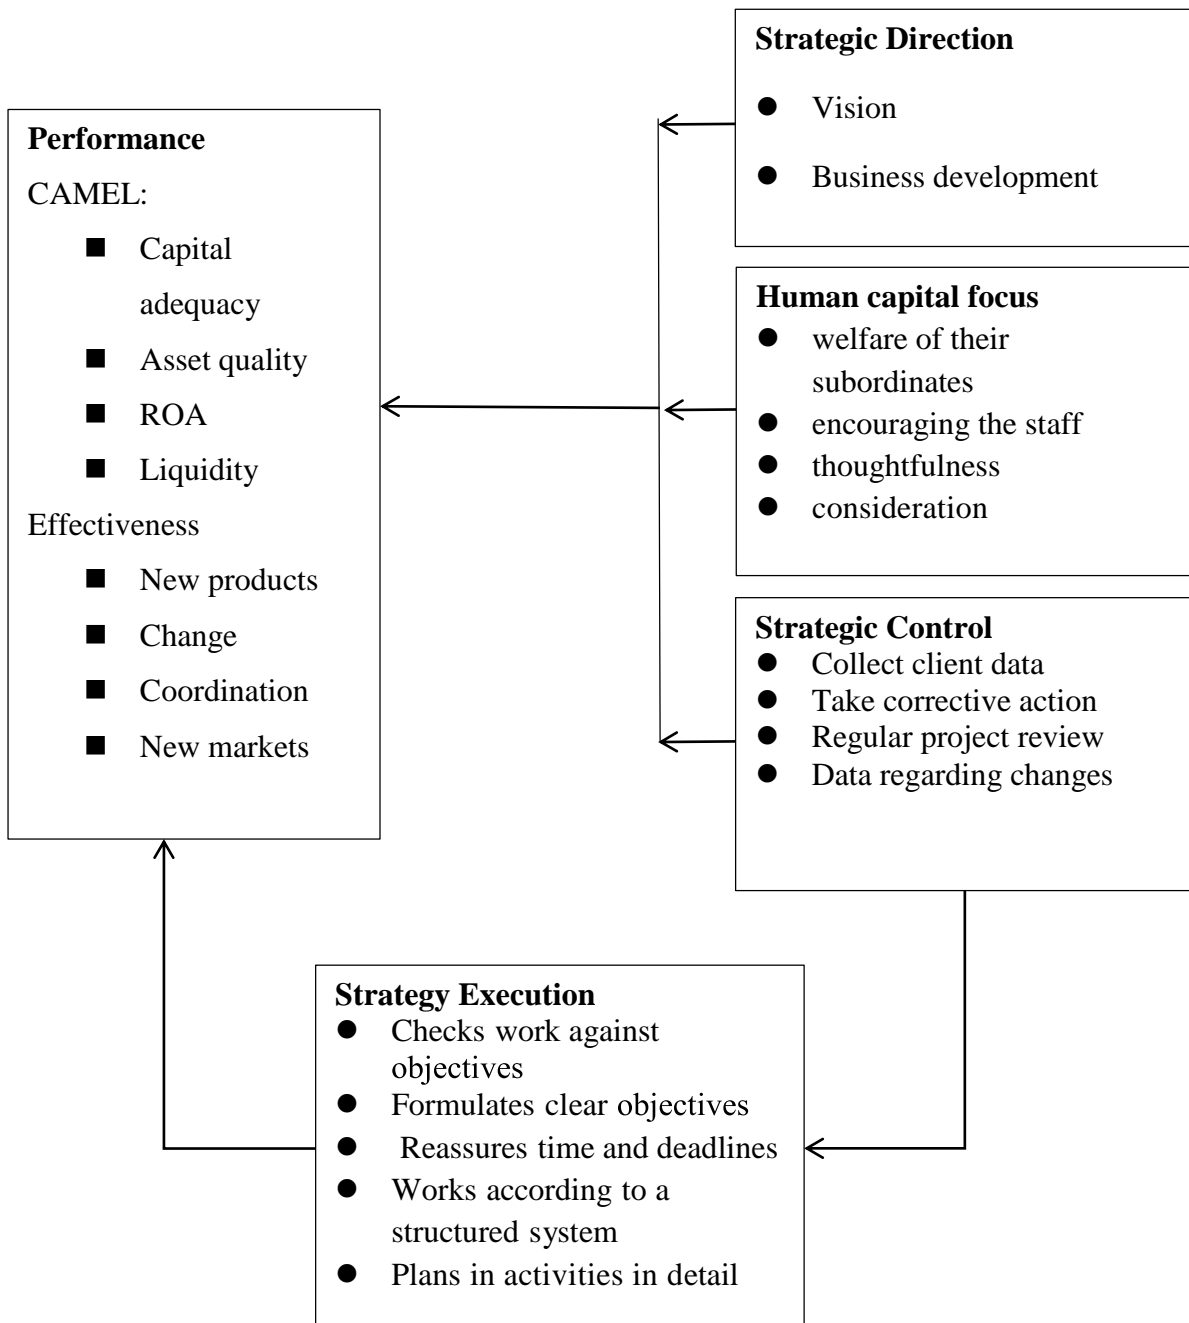 Strategic Direction
Vision
Business development
Performance
CAMEL:
Capital
adequacy
Asset quality
ROA
Liquidity
Effectiveness
New products
Change
Coordination
New markets
Human capital focus
welfare of their
subordinates
encouraging the staff
thoughtfulness
consideration
Strategic Control
Collect client data
Take corrective action
Regular project review
Data regarding changes
Strategy Execution
Checks work against
objectives
Formulates clear objectives
Reassures time and deadlines
Works according to a
structured system
Plans in activities in detail